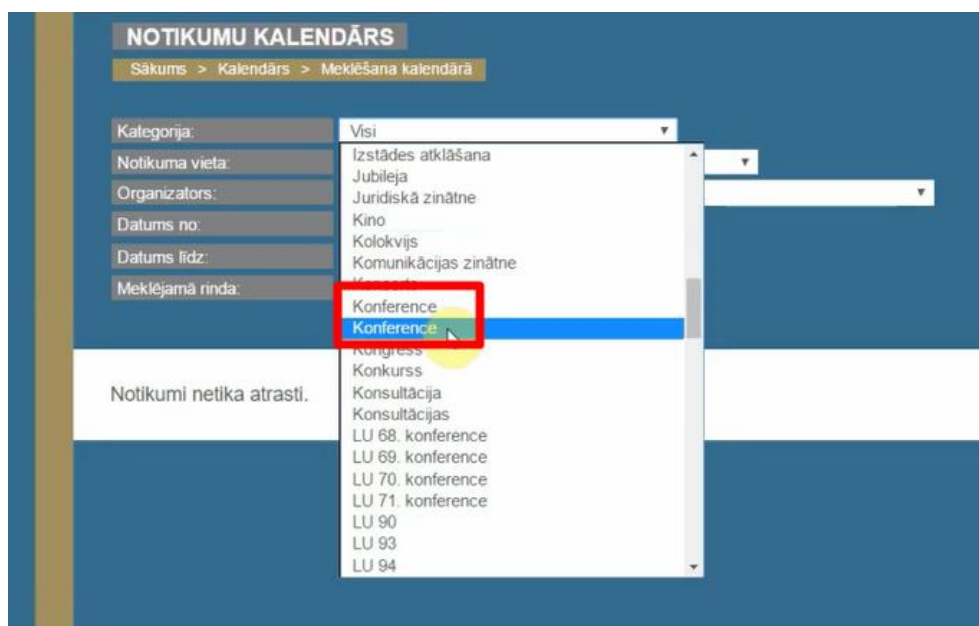 NOTIKUMU KALENDĀRS
Sākums > Kalendārs > Meklēšana kalendārā
Kategorija:
Visi
Notikuma vieta:
Organizators:
Datums no:
Datums līdz:
Meklējamā rinda:
Izstādes atklāšana
Jubileja
Juridiskā zinātne
Kino
Kolokvijs
Komunikācijas zinātne
Konference
Konference
Kongress
Konkurss
Konsultācija
Konsultācijas
LU 68. konference
LU 69. konference
LU 70. konference
LU 71. konference
LU 90
LU 93
LU 94
Notikumi netika atrasti.